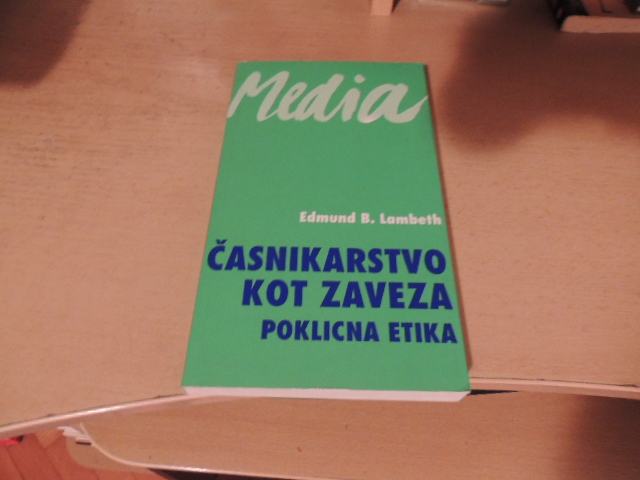 Media
Edmund B. Lambeth
ČASNIKARSTVO
KOT ZAVEZA
POKLICNA ETIKA